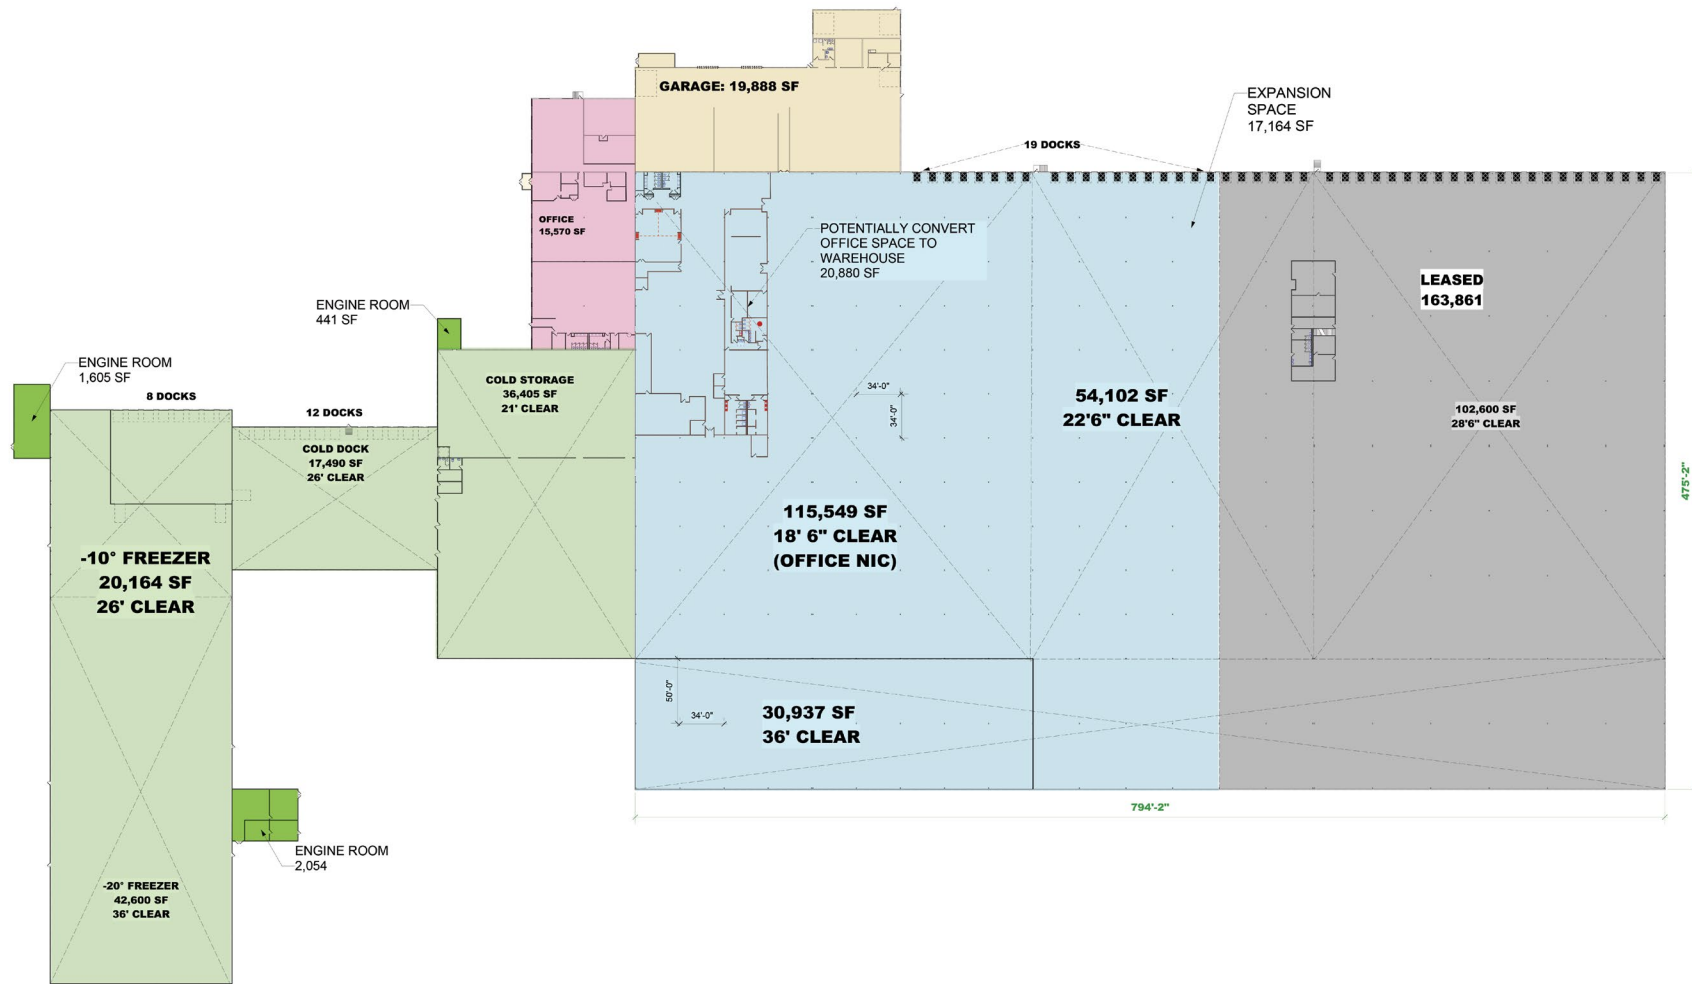 GARAGE: 19,888 SF
EXPANSION
SPACE
17,164 SF
19 DOCKS
OFFICE
15,570 SF
POTENTIALLY CONVERT
OFFICE SPACE TO
WAREHOUSE
20,880 SF
LEASED
163,861
ENGINE ROOM
441 SF
ENGINE ROOM
1,605 SF
8 DOCKS
12 DOCKS
COLD STORAGE
36,405 SF
21' CLEAR
34'-0"
34'-0"
54,102 SF
22'6" CLEAR
102,600 SF
28'6" CLEAR
COLD DOCK
17,490 SF
26' CLEAR
475'-2"
115,549 SF
18' 6" CLEAR
(OFFICE NIC)
-10° FREEZER
20,164 SF
26' CLEAR
50'-0"
34'-0"
30,937 SF
36' CLEAR
794'-2"
ENGINE ROOM
2,054
-20° FREEZER
42,600 SF
36' CLEAR